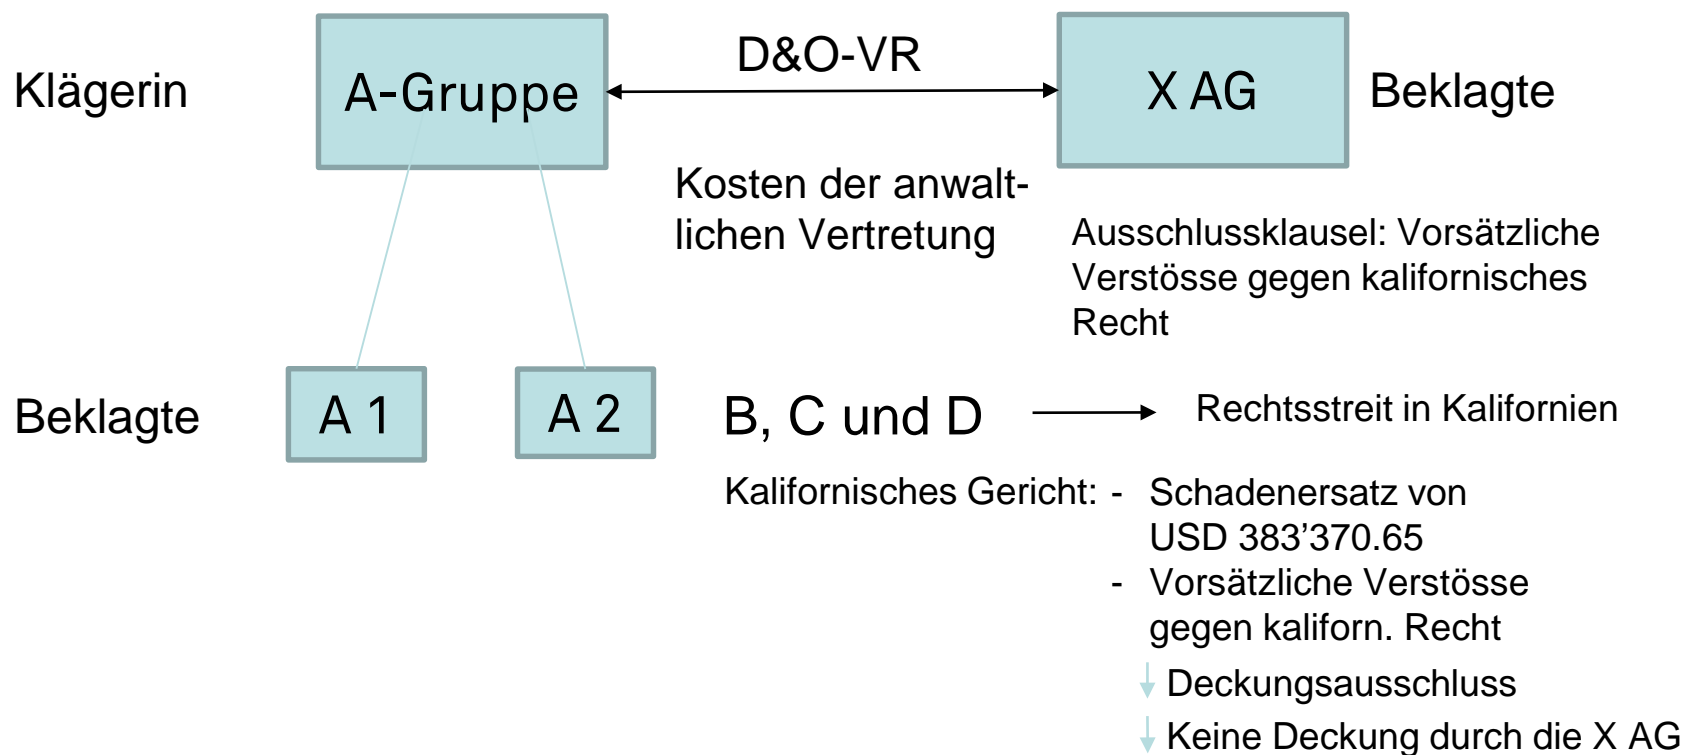 Klägerin
A-Gruppe
D&O-VR
X AG
Beklagte
Kosten der anwalt-
lichen Vertretung
Ausschlussklausel: Vorsätzliche
Verstösse gegen kalifornisches
Recht
Beklagte
A 1
A 2
B, C und D
Rechtsstreit in Kalifornien
Kalifornisches Gericht: - Schadenersatz von
USD 383’370.65
- Vorsätzliche Verstösse
gegen kaliforn. Recht
Deckungsausschluss
Keine Deckung durch die X AG